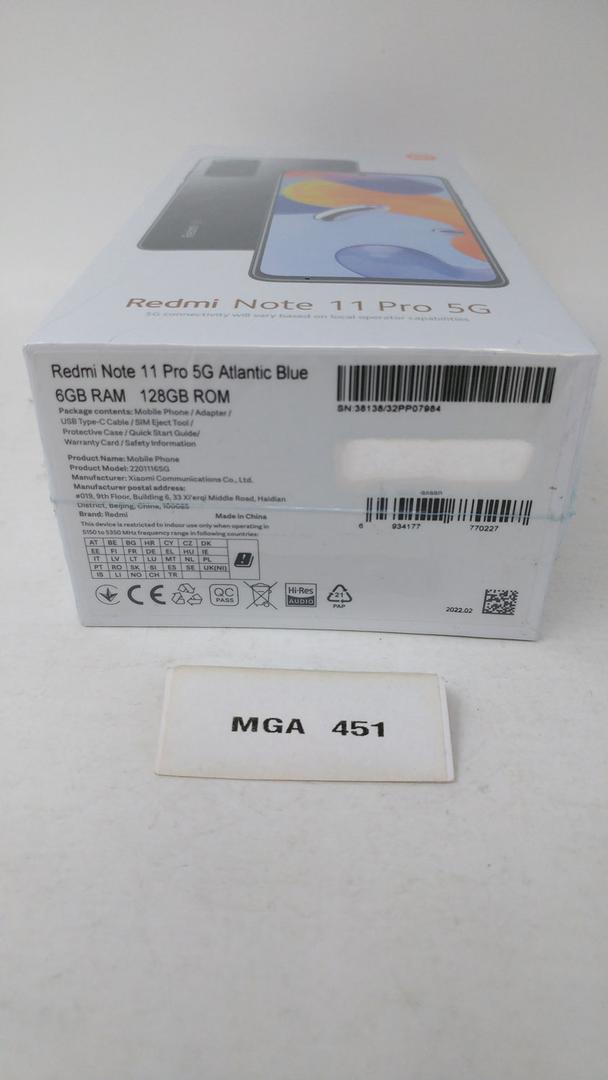 Redmi Note 11 Pro 5G
5G connectivity will vary based on local operator capabilities
Redmi Note 11 Pro 5G Atlantic Blue
6GB RAM 128GB ROM
Package contents: Mobile Phone / Adapter /
USB Type-C Cable / SIM Eject Tool /
Protective Case / Quick Start Guide/
Warranty Card / Safety Information
Product Name: Mobile Phone
Product Model: 2201116SG
Manufacturer: Xiaomi Communications Co., Ltd.
Manufacturer postal address:
#019, 9th Floor, Building 6, 33 Xi'erqi Middle Road, Haidian
District, Beijing, China, 100085
Brand: Redmi Made in China
This device is restricted to indoor use only when operating in
5150 to 5350 MHz frequency range in following countries:
AT BE BG HR CY CZ DK
EE FI FR DE EL HU IE
IT LV LT LU MT NL PL
PT RO SK SI ES SE UK(NI)
IS LI NO CH TR
SN:38138/32PP07984
6 934177 770227
CE
QC
PASS
Hi-Res
AUDIO
21
PAP
2022.02
MGA 451